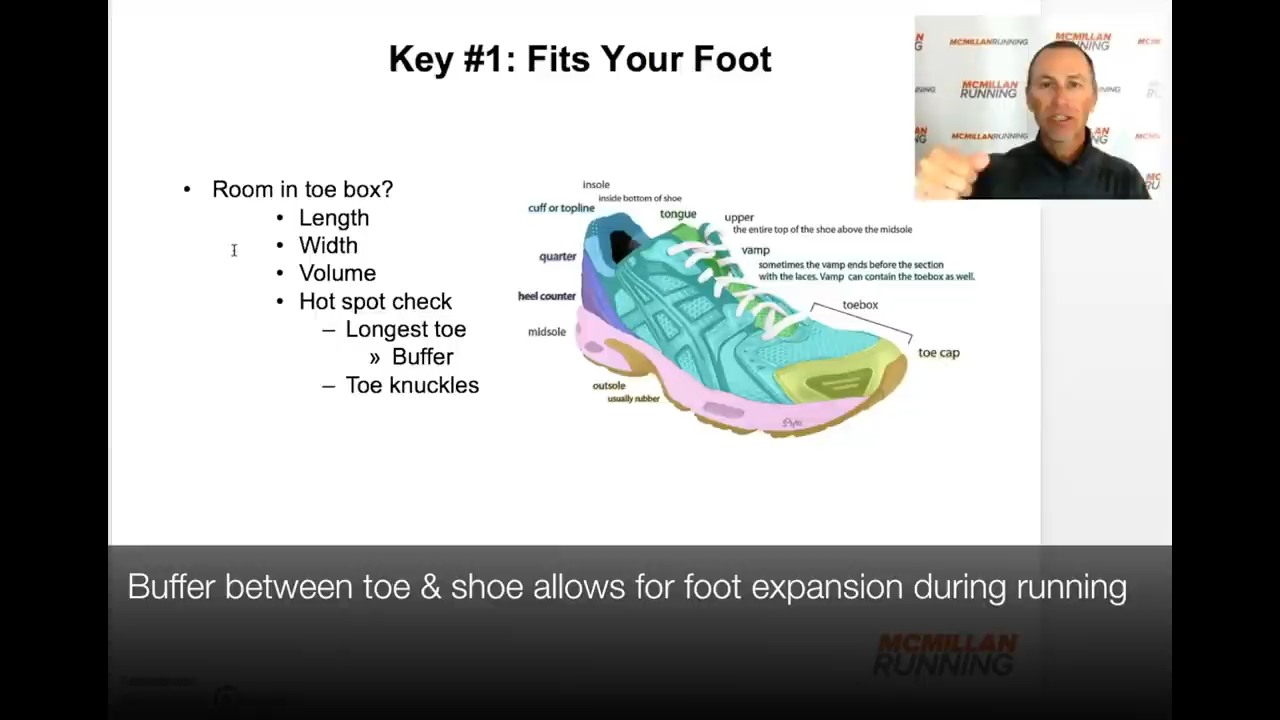 Key #1: Fits Your Foot
MCMILLANRUNNING
MCMILLAN
RUNNING
MCMILLANRUNNING
• Room in toe box?
• Length
• Width
• Volume
• Hot spot check
– Longest toe
» Buffer
– Toe knuckles
insole
inside bottom of shoe
cuff or topline
tongue
upper
the entire top of the shoe above the midsole
vamp
quarter
sometimes the vamp ends before the section
with the laces. Vamp can contain the toebox as well.
heel counter
toebox
midsole
toe cap
outsole
usually rubber
Buffer between toe & shoe allows for foot expansion during running
MCMILLAN
RUNNING